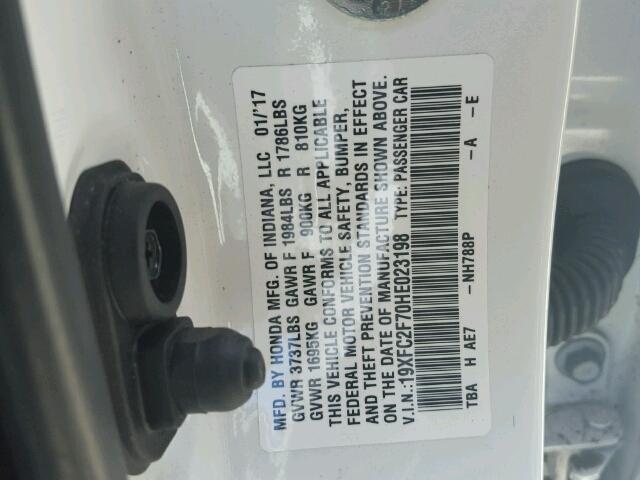 MFD. BY HONDA MFG. OF INDIANA, LLC 01/'17
GVWR 3737LBS GAWR F 1984LBS R 1786LBS
GVWR 1695KG GAWR F 900KG R 810KG
THIS VEHICLE CONFORMS TO ALL APPLICABLE
FEDERAL MOTOR VEHICLE SAFETY, BUMPER,
AND THEFT PREVENTION STANDARDS IN EFFECT
ON THE DATE OF MANUFACTURE SHOWN ABOVE.
V.I.N.:19XFC2F70HE023198 TYPE: PASSENGER CAR
TBA H AE7 - NH788P - A - E